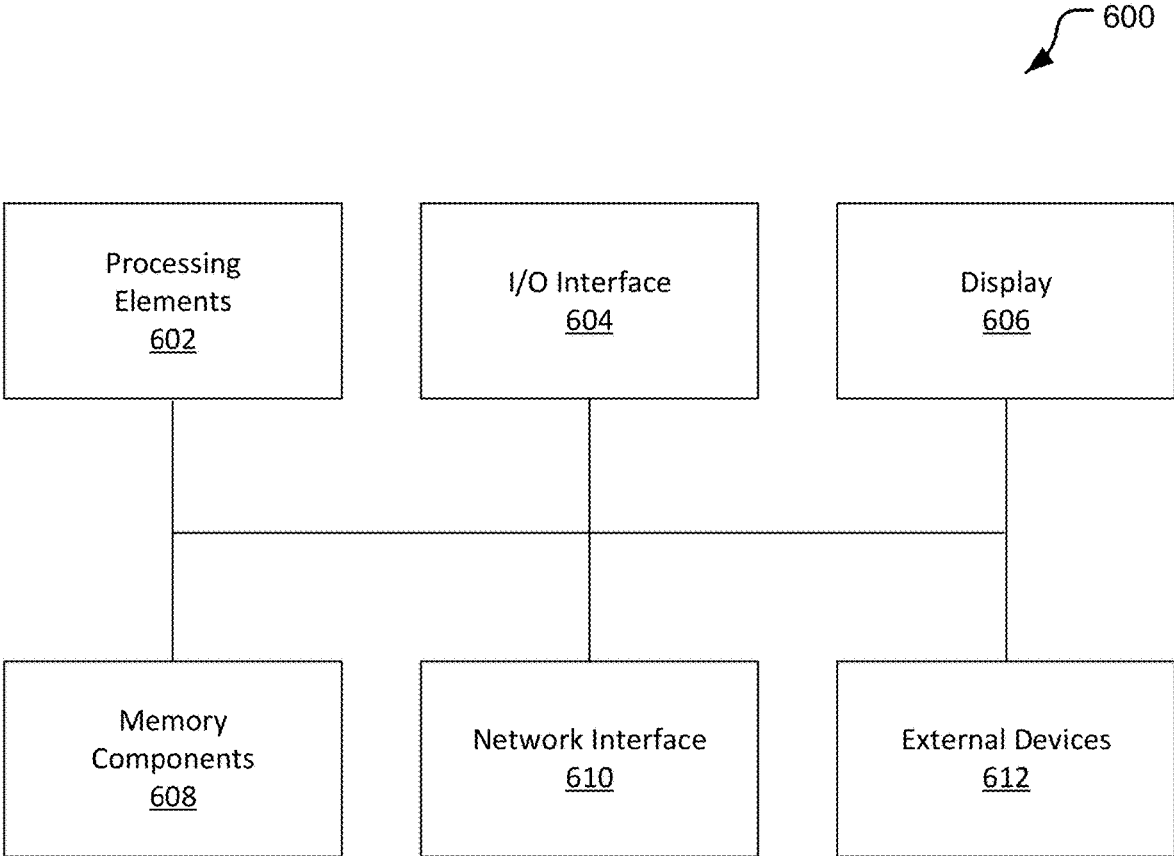 600
Processing
Elements
602
I/O Interface
604
Display
606
Memory
Components
608
Network Interface
610
External Devices
612